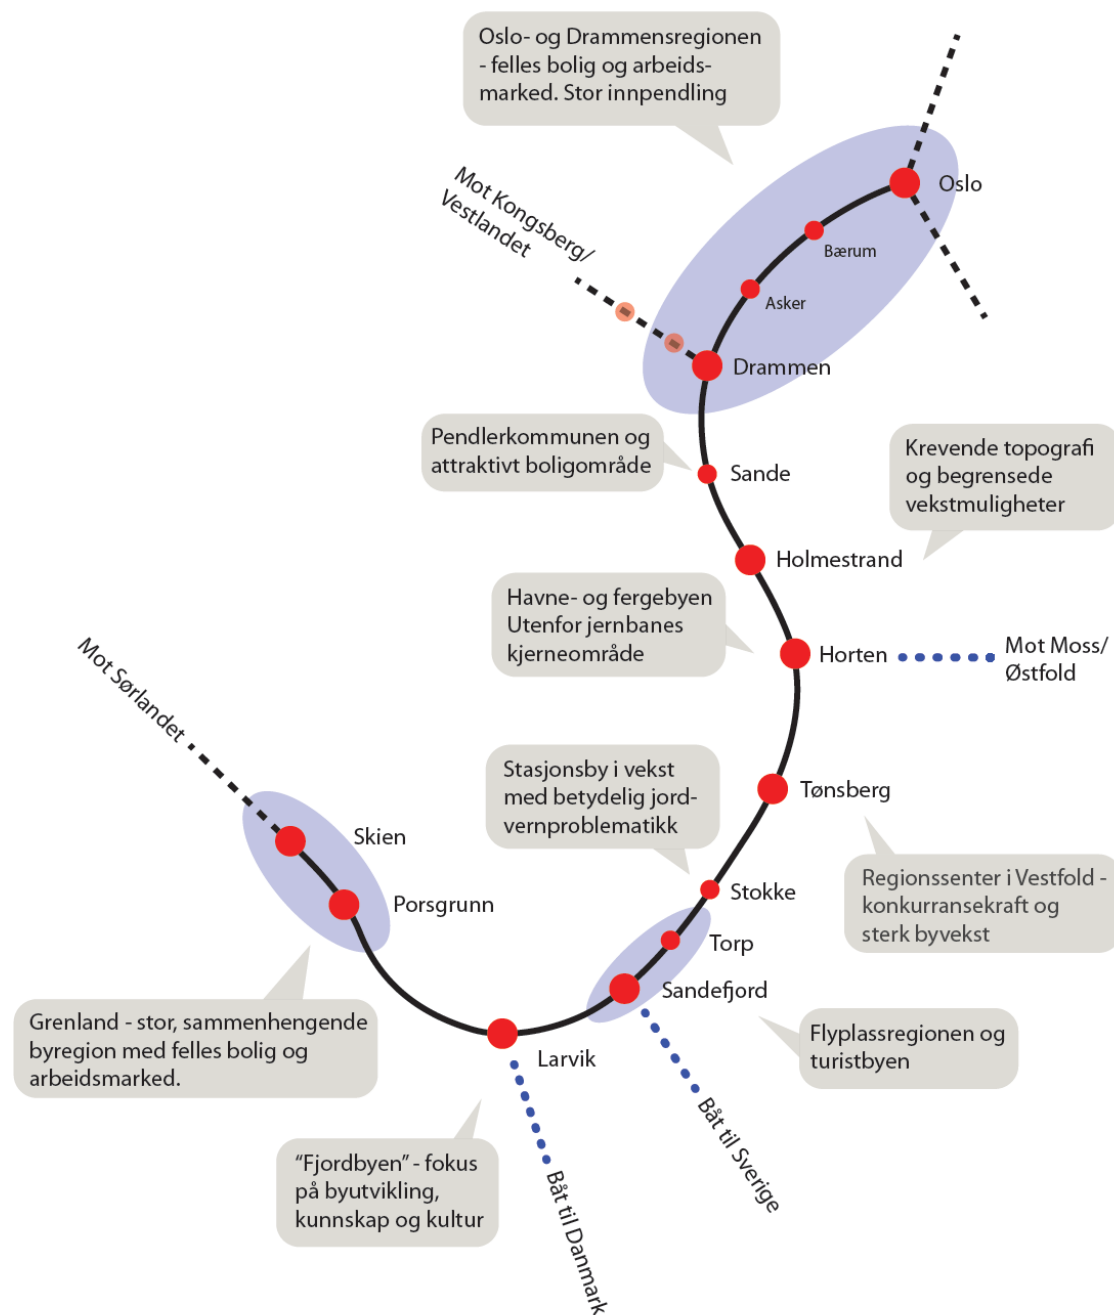 Oslo- og Drammensregionen
- felles bolig og arbeids-
marked. Stor innpendling
Mot Kongsberg/
Vestlandet
Oslo
Bærum
Asker
Drammen
Pendlerkommunen og
attraktivt boligområde
Sande
Krevende topografi
og begrensede
vekstmuligheter
Holmestrand
Havne- og fergebyen
Utenfor jernbanes
kjerneområde
Horten
Mot Moss/
Østfold
Mot Sørlandet
Stasjonsby i vekst
med betydelig jord-
vernproblematikk
Tønsberg
Skien
Porsgrunn
Stokke
Regionssenter i Vestfold -
konkurransekraft og
sterk byvekst
Torp
Sandefjord
Grenland - stor, sammenhengende
byregion med felles bolig og
arbeidsmarked.
Larvik
Flyplassregionen og
turistbyen
“Fjordbyen” - fokus
på byutvikling,
kunnskap og kultur
Båt til Danmark
Båt til Sverige